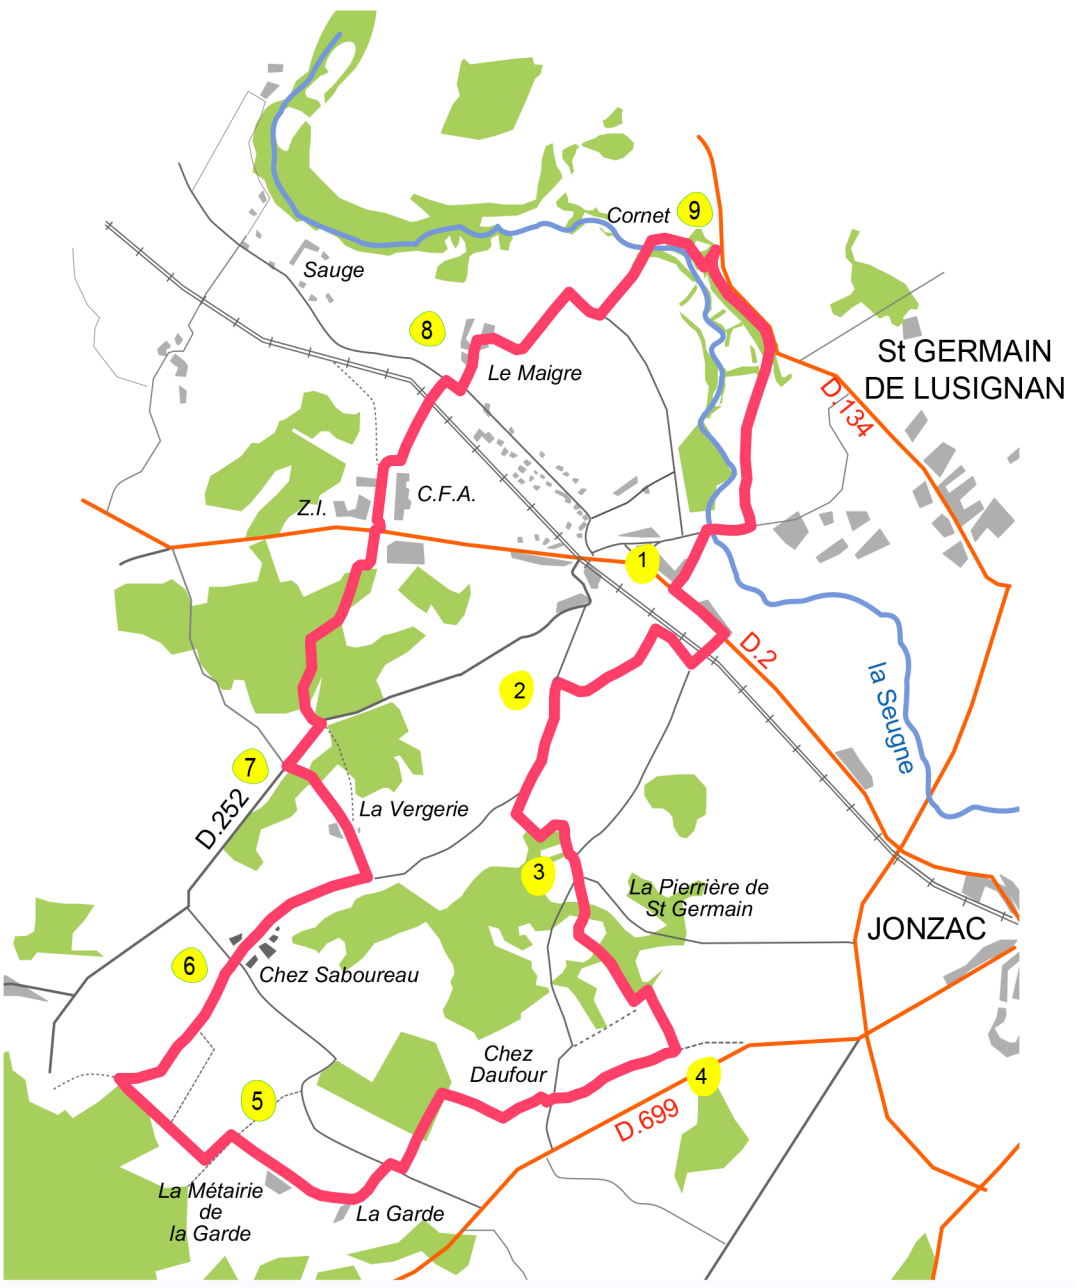 9
Cornet
Sauge
8
St GERMAIN
DE LUSIGNAN
Le Maigre
D.134
Z.I.
C.F.A.
1
D.2
2
la Seugne
7
La Vergerie
D.252
3
La Pierrière de
St Germain
JONZAC
6
Chez Saboureau
Chez
Daufour
4
5
D.699
La Métairie
de
la Garde
La Garde